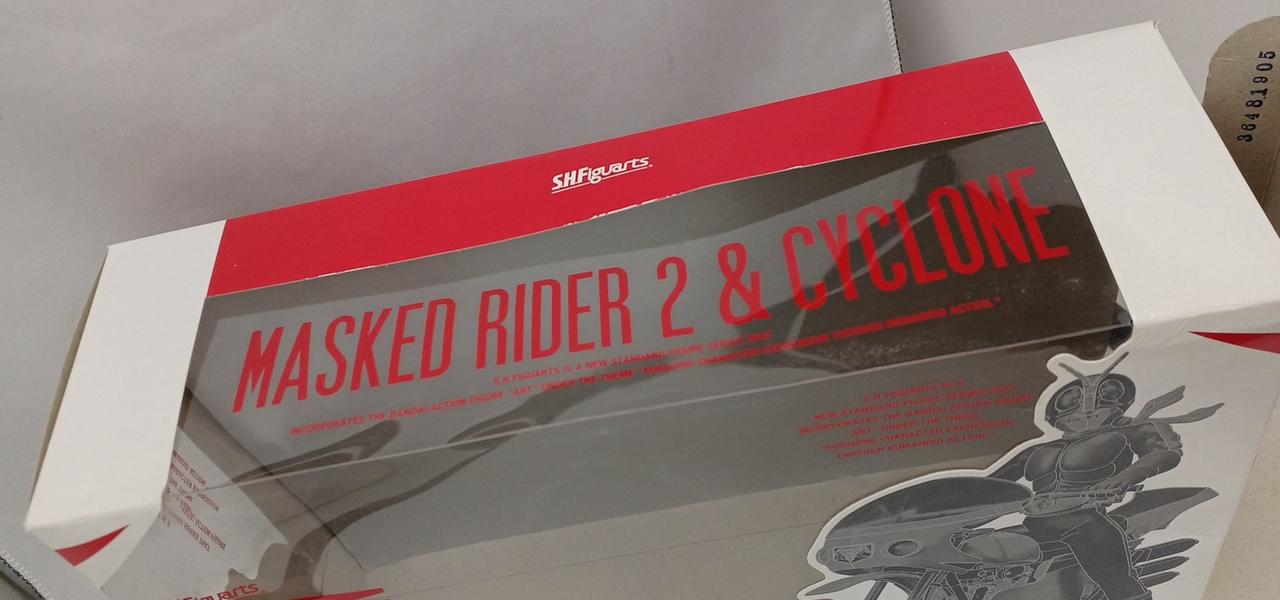 S.H.Figuarts
36481905
MASKED RIDER 2 & CYCLONE
S.H.FIGUARTS IS A NEW STANDARD FIGURE SERIES THAT
INCORPORATES THE BANDAI ACTION FIGURE "ART" UNDER THE THEME "PURSUING CHARACTER EXPRESSION THROUGH HUMANOID ACTION."
S.H.FIGUARTS IS A
NEW STANDARD FIGURE SERIES THAT
INCORPORATES THE BANDAI ACTION FIGURE
"ART" UNDER THE THEME
"PURSUING CHARACTER EXPRESSION
THROUGH HUMANOID ACTION."
S.H.Figuarts